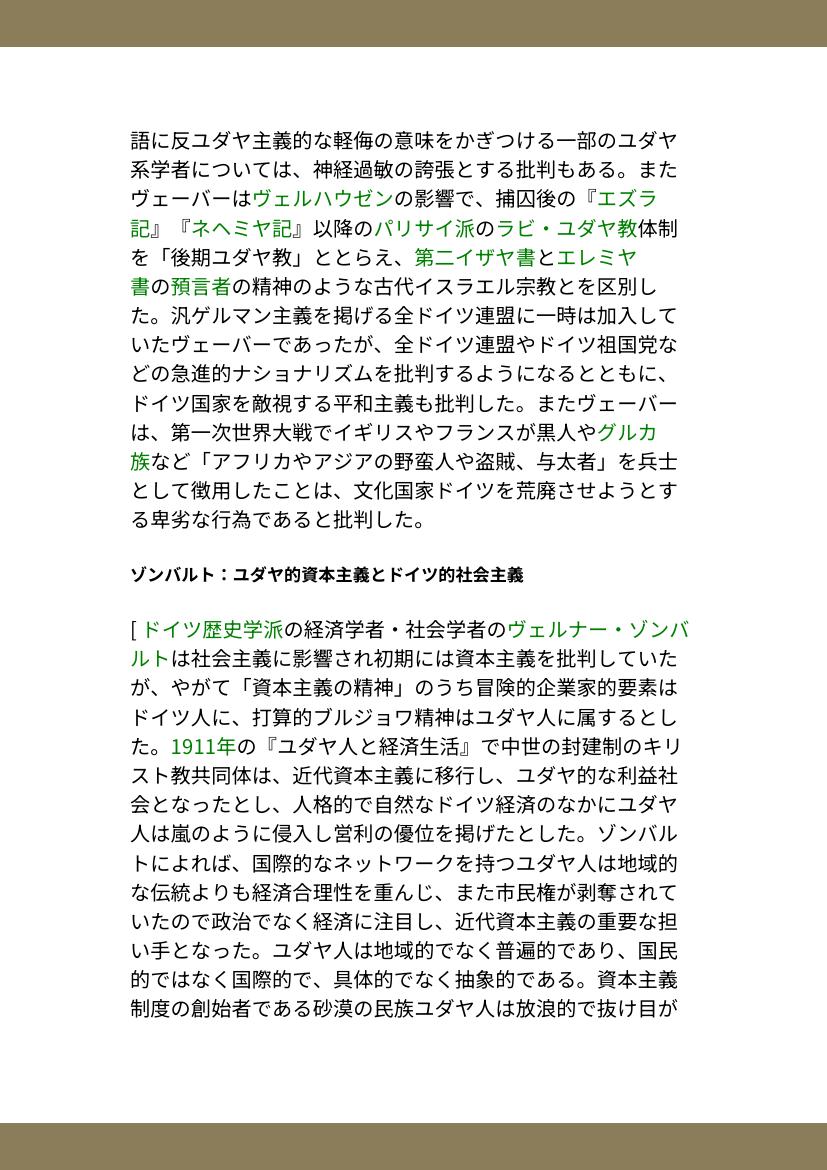 語に反ユダヤ主義的な軽侮の意味をかぎつける一部のユダヤ
系学者については、神経過敏の誇張とする批判もある。また
ヴェーバーはヴェルハウゼンの影響で、捕囚後の『エズラ
記』『ネヘミヤ記』以降のパリサイ派のラビ・ユダヤ教体制
を「後期ユダヤ教」ととらえ、第二イザヤ書とエレミヤ
書の預言者の精神のような古代イスラエル宗教とを区別し
た。汎ゲルマン主義を掲げる全ドイツ連盟に一時は加入して
いたヴェーバーであったが、全ドイツ連盟やドイツ祖国党な
どの急進的ナショナリズムを批判するようになるとともに、
ドイツ国家を敵視する平和主義も批判した。またヴェーバー
は、第一次世界大戦でイギリスやフランスが黒人やグルカ
族など「アフリカやアジアの野蛮人や盗賊、与太者」を兵士
として徴用したことは、文化国家ドイツを荒廃させようとす
る卑劣な行為であると批判した。
ゾンバルト：ユダヤ的資本主義とドイツ的社会主義
[ ドイツ歴史学派の経済学者・社会学者のヴェルナー・ゾンバ
ルトは社会主義に影響され初期には資本主義を批判していた
が、やがて「資本主義の精神」のうち冒険的企業家的要素は
ドイツ人に、打算的ブルジョワ精神はユダヤ人に属するとし
た。1911年の『ユダヤ人と経済生活』で中世の封建制のキリ
スト教共同体は、近代資本主義に移行し、ユダヤ的な利益社
会となったとし、人格的で自然なドイツ経済のなかにユダヤ
人は嵐のように侵入し営利の優位を掲げたとした。ゾンバル
トによれば、国際的なネットワークを持つユダヤ人は地域的
な伝統よりも経済合理性を重んじ、また市民権が剥奪されて
いたので政治でなく経済に注目し、近代資本主義の重要な担
い手となった。ユダヤ人は地域的でなく普遍的であり、国民
的ではなく国際的で、具体的でなく抽象的である。資本主義
制度の創始者である砂漠の民族ユダヤ人は放浪的で抜け目が